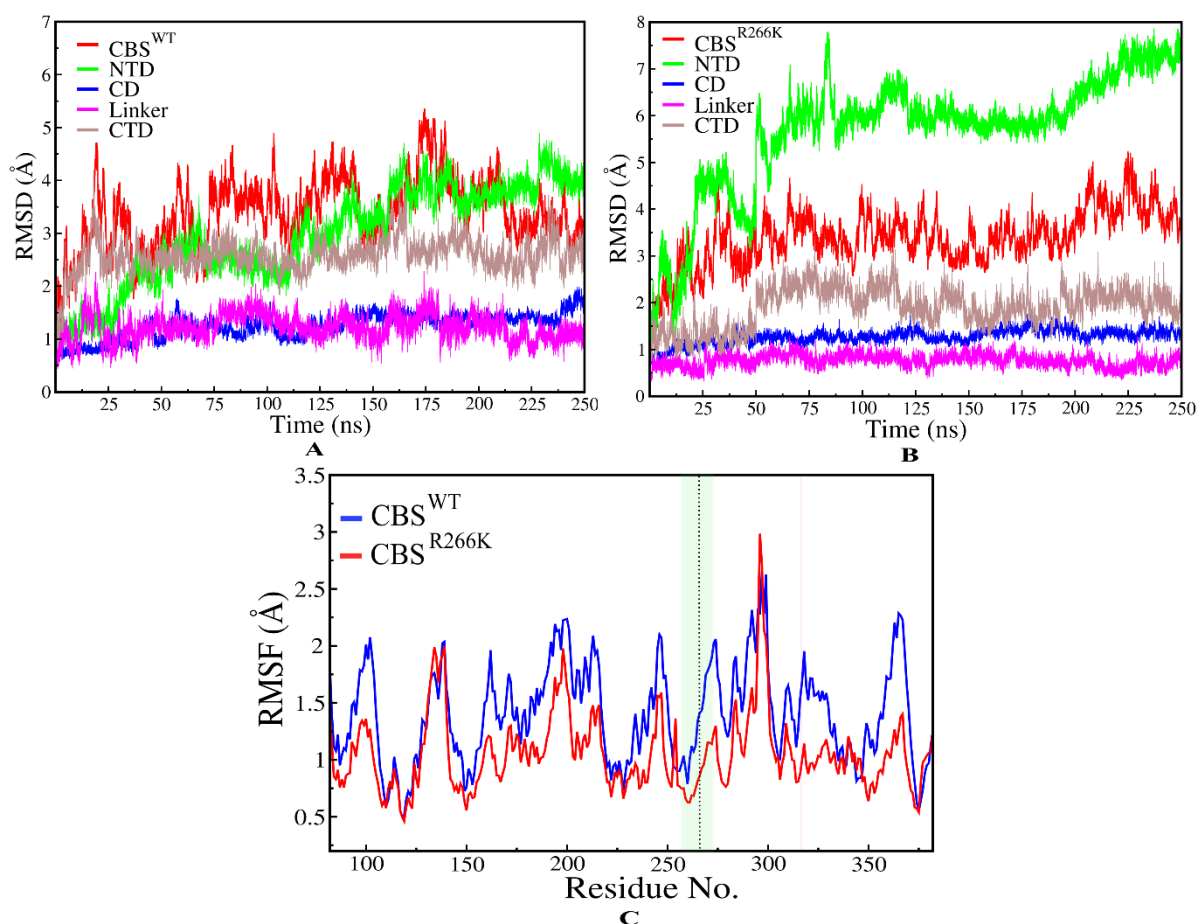 7
6
5
4
3
2
1
0
RMSD (Å)
CBS^WT
NTD
CD
Linker
CTD
25 50 75 100 125 150 175 200 225 250
Time (ns)
A
8
7
6
5
4
3
2
1
0
RMSD (Å)
CBS^R266K
NTD
CD
Linker
CTD
25 50 75 100 125 150 175 200 225 250
Time (ns)
B
3.5
3
2.5
2
1.5
1
0.5
RMSF (Å)
CBS^WT
CBS^R266K
100 150 200 250 300 350
Residue No.
C